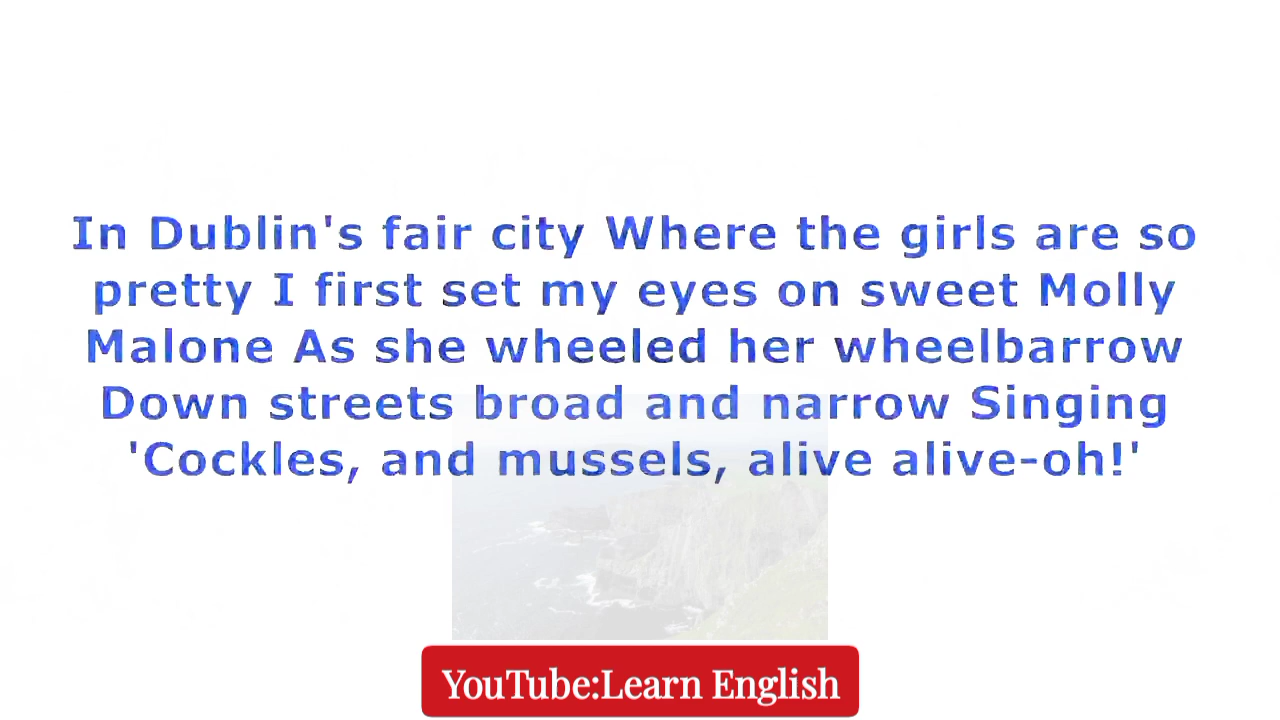 In Dublin's fair city Where the girls are so
pretty I first set my eyes on sweet Molly
Malone As she wheeled her wheelbarrow
Down streets broad and narrow Singing
'Cockles, and mussels, alive alive-oh!'
YouTube:Learn English